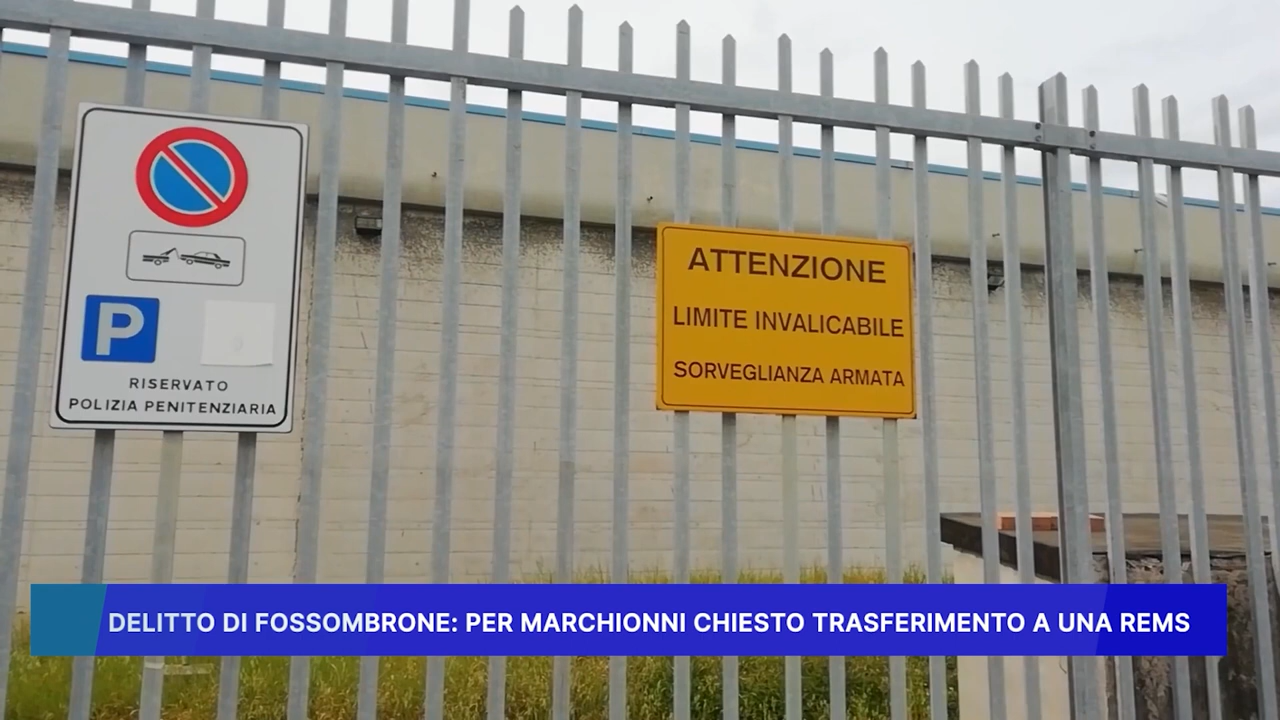 P
RISERVATO
POLIZIA PENITENZIARIA
ATTENZIONE
LIMITE INVALICABILE
SORVEGLIANZA ARMATA
DELITTO DI FOSSOMBRONE: PER MARCHIONNI CHIESTO TRASFERIMENTO A UNA REMS